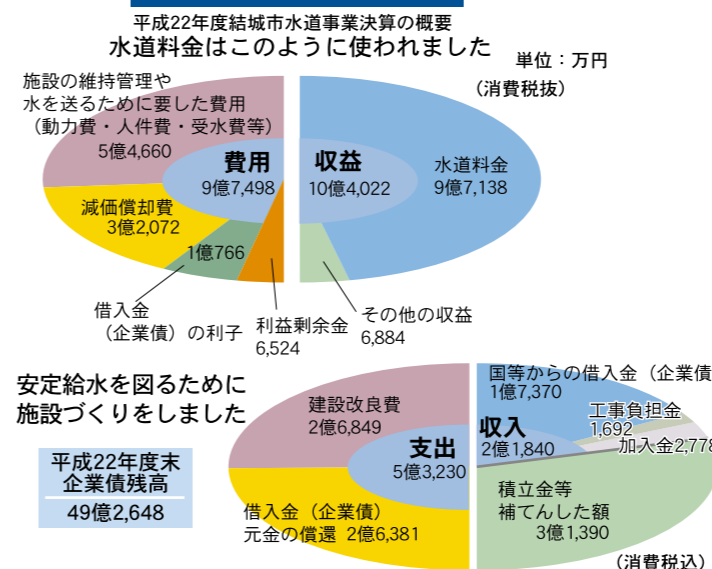 平成22年度結城市水道事業決算の概要
水道料金はこのように使われました
単位：万円
（消費税抜）
施設の維持管理や
水を送るために要した費用
（動力費・人件費・受水費等）
5億4,660
費用
9億7,498
収益
10億4,022
水道料金
9億7,138
減価償却費
3億2,072
1億766
借入金
（企業債）の利子
利益剰余金
6,524
その他の収益
6,884
安定給水を図るために
施設づくりをしました
平成22年度末
企業債残高
49億2,648
建設改良費
2億6,849
支出
5億3,230
収入
2億1,840
国等からの借入金（企業債
1億7,370
工事負担金
1,692
加入金2,778
積立金等
補てんした額
3億1,390
借入金（企業債）
元金の償還 2億6,381
（消費税込）